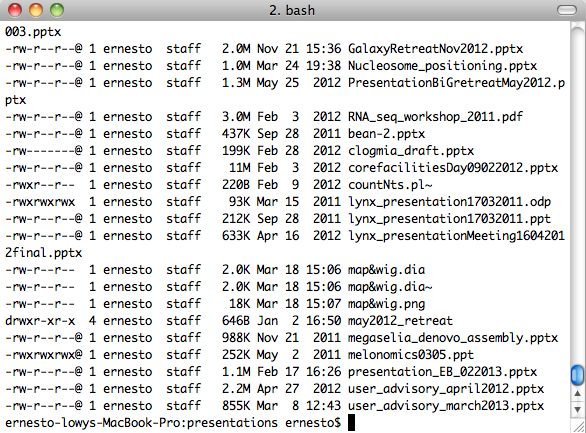 2. bash
003.pptx
-rw-r--r--@ 1 ernesto  staff   2.0M Nov 21 15:36 GalaxyRetreatNov2012.pptx
-rw-r--r--@ 1 ernesto  staff   1.0M Mar 24 19:38 Nucleosome_positioning.pptx
-rw-r--r--@ 1 ernesto  staff   1.3M May 25  2012 PresentationBiGretreatMay2012.p
ptx
-rw-r--r--@ 1 ernesto  staff   3.0M Feb  3  2012 RNA_seq_workshop_2011.pdf
-rw-r--r--@ 1 ernesto  staff   437K Sep 28  2011 bean-2.pptx
-rw-------@ 1 ernesto  staff   199K Feb 28  2012 clogmia_draft.pptx
-rw-r--r--@ 1 ernesto  staff    11M Feb  3  2012 corefacilitiesDay09022012.pptx
-rwxr--r--  1 ernesto  staff   220B Feb  9  2012 countNts.pl~
-rwxrwxrwx  1 ernesto  staff    93K Mar 15  2011 lynx_presentation17032011.odp
-rw-r--r--@ 1 ernesto  staff   212K Sep 28  2011 lynx_presentation17032011.ppt
-rw-r--r--@ 1 ernesto  staff   633K Apr 16  2012 lynx_presentationMeeting1604201
2final.pptx
-rw-r--r--  1 ernesto  staff   2.0K Mar 18 15:06 map&wig.dia
-rw-r--r--  1 ernesto  staff   2.0K Mar 18 15:06 map&wig.dia~
-rw-r--r--  1 ernesto  staff    18K Mar 18 15:07 map&wig.png
drwxr-xr-x  4 ernesto  staff   646B Jan  2 16:50 may2012_retreat
-rw-r--r--@ 1 ernesto  staff   988K Nov 21  2011 megaselia_denovo_assembly.pptx
-rwxrwxrwx@ 1 ernesto  staff   252K May  2  2011 melonomics0305.ppt
-rw-r--r--@ 1 ernesto  staff   1.1M Feb 17 16:26 presentation_EB_022013.pptx
-rw-r--r--@ 1 ernesto  staff   2.2M Apr 27  2012 user_advisory_april2012.pptx
-rw-r--r--@ 1 ernesto  staff   855K Mar  8 12:43 user_advisory_march2013.pptx
ernesto-lowys-MacBook-Pro:presentations ernesto$